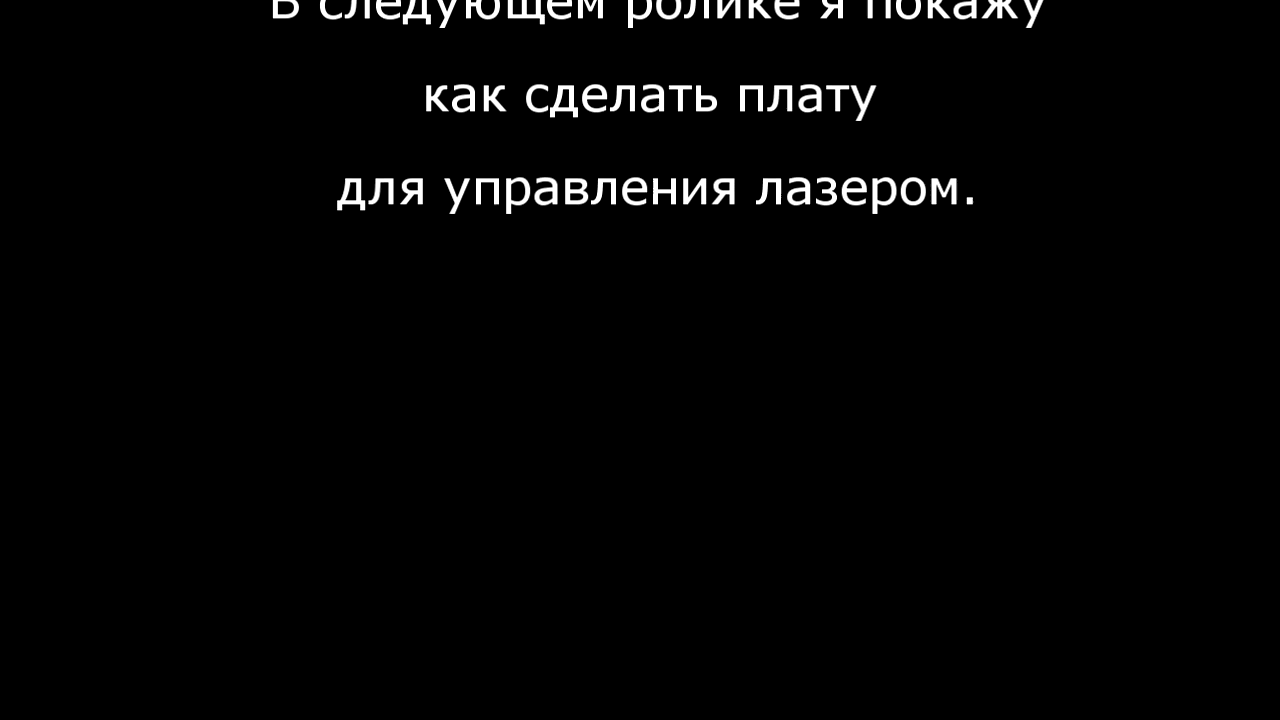 В следующем ролике я покажу
как сделать плату
для управления лазером.